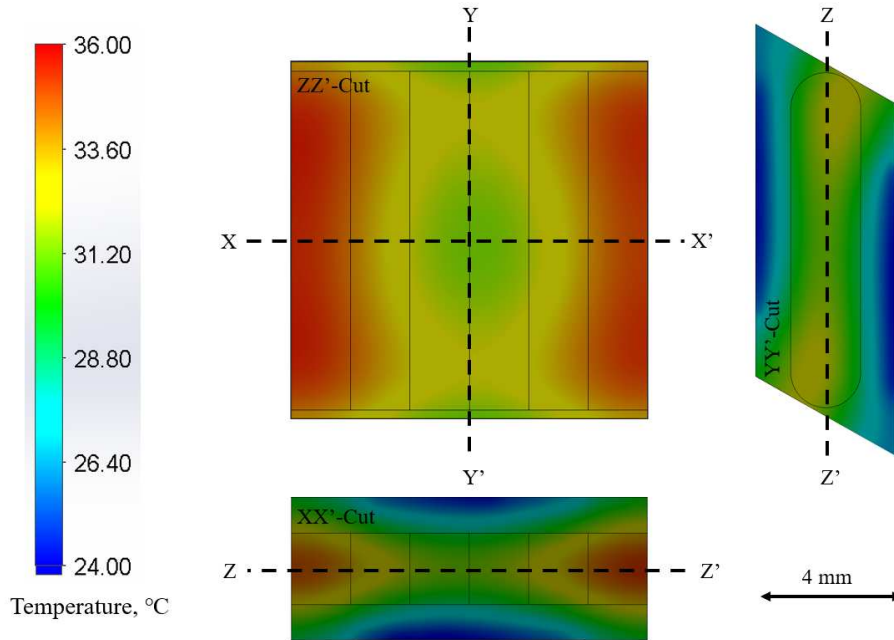 36.00
33.60
31.20
28.80
26.40
24.00
Temperature, °C
Y
ZZ’-Cut
X
X’
Y’
XX’-Cut
Z
Z’
Z
YY’-Cut
Z’
4 mm